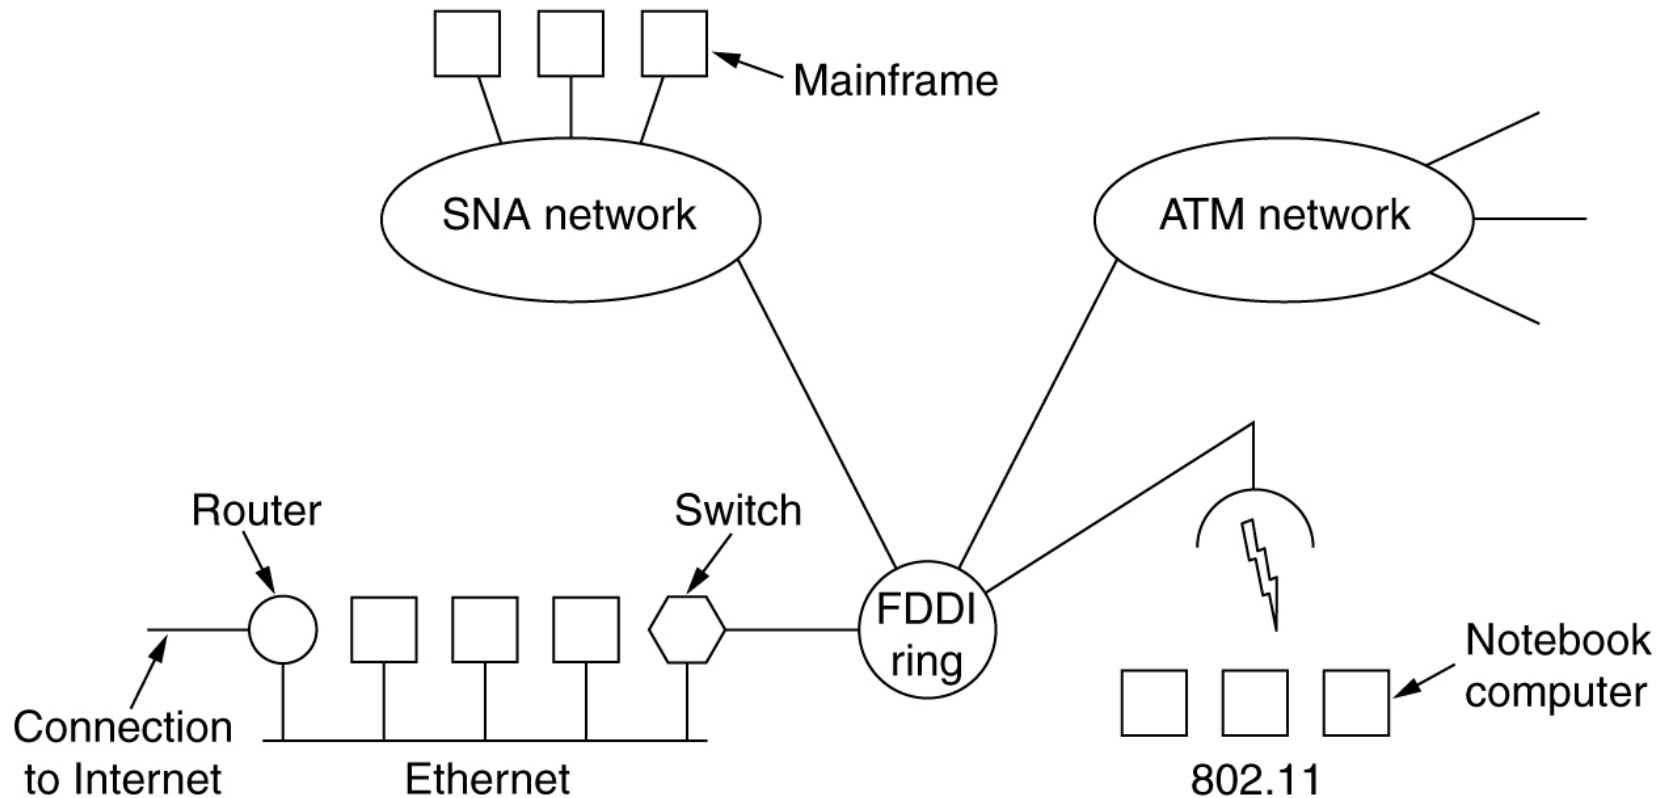 Mainframe
SNA network
ATM network
Router
Switch
FDDI
ring
Notebook
computer
Connection
to Internet
Ethernet
802.11